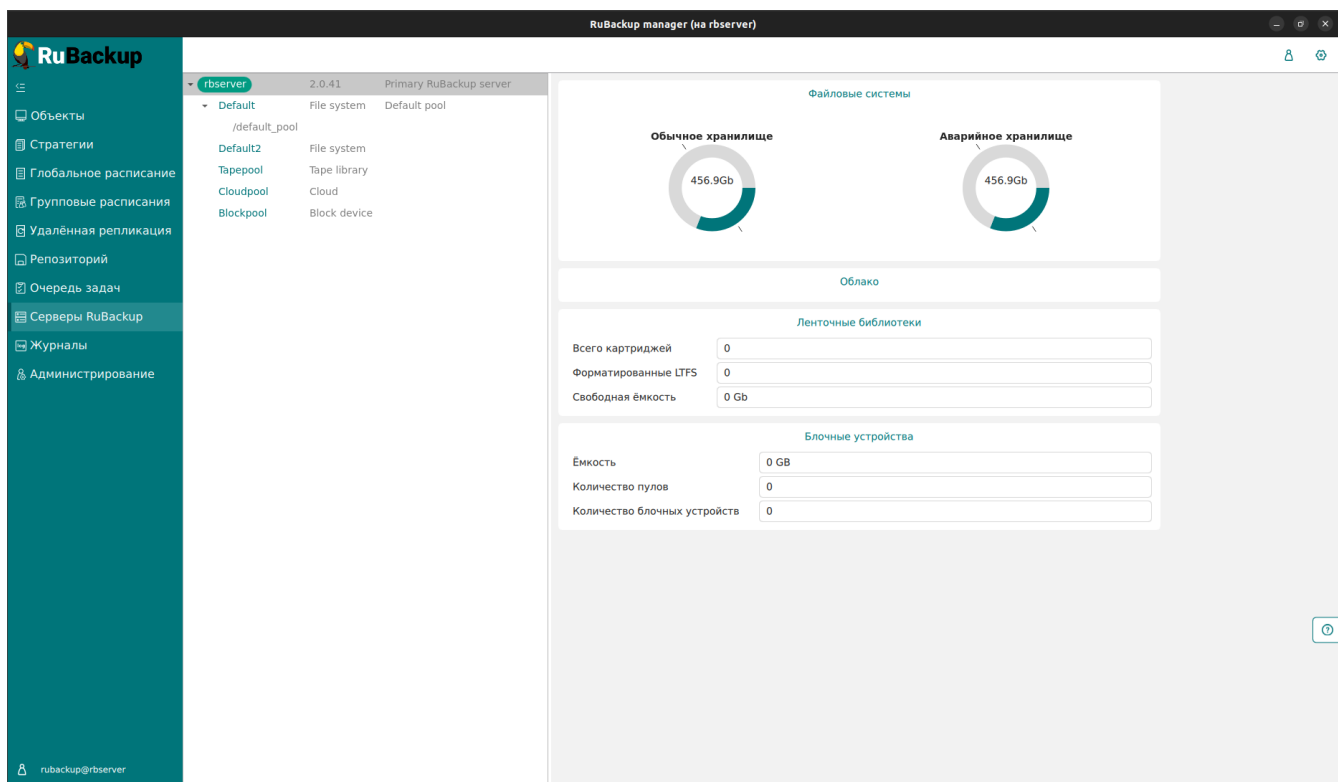 RuBackup manager (на rbserver)
RuBackup
Объекты
Стратегии
Глобальное расписание
Групповые расписания
Удалённая репликация
Репозиторий
Очередь задач
Серверы RuBackup
Журналы
Администрирование
rubackup@rbserver
rbserver 2.0.41 Primary RuBackup server
Default File system Default pool
/default_pool
Default2 File system
Tapepool Tape library
Cloudpool Cloud
Blockpool Block device
Файловые системы
Обычное хранилище Аварийное хранилище
456.9Gb 456.9Gb
Облако
Ленточные библиотеки
Всего картриджей 0
Форматированные LTFS 0
Свободная ёмкость 0 Gb
Блочные устройства
Ёмкость 0 GB
Количество пулов 0
Количество блочных устройств 0